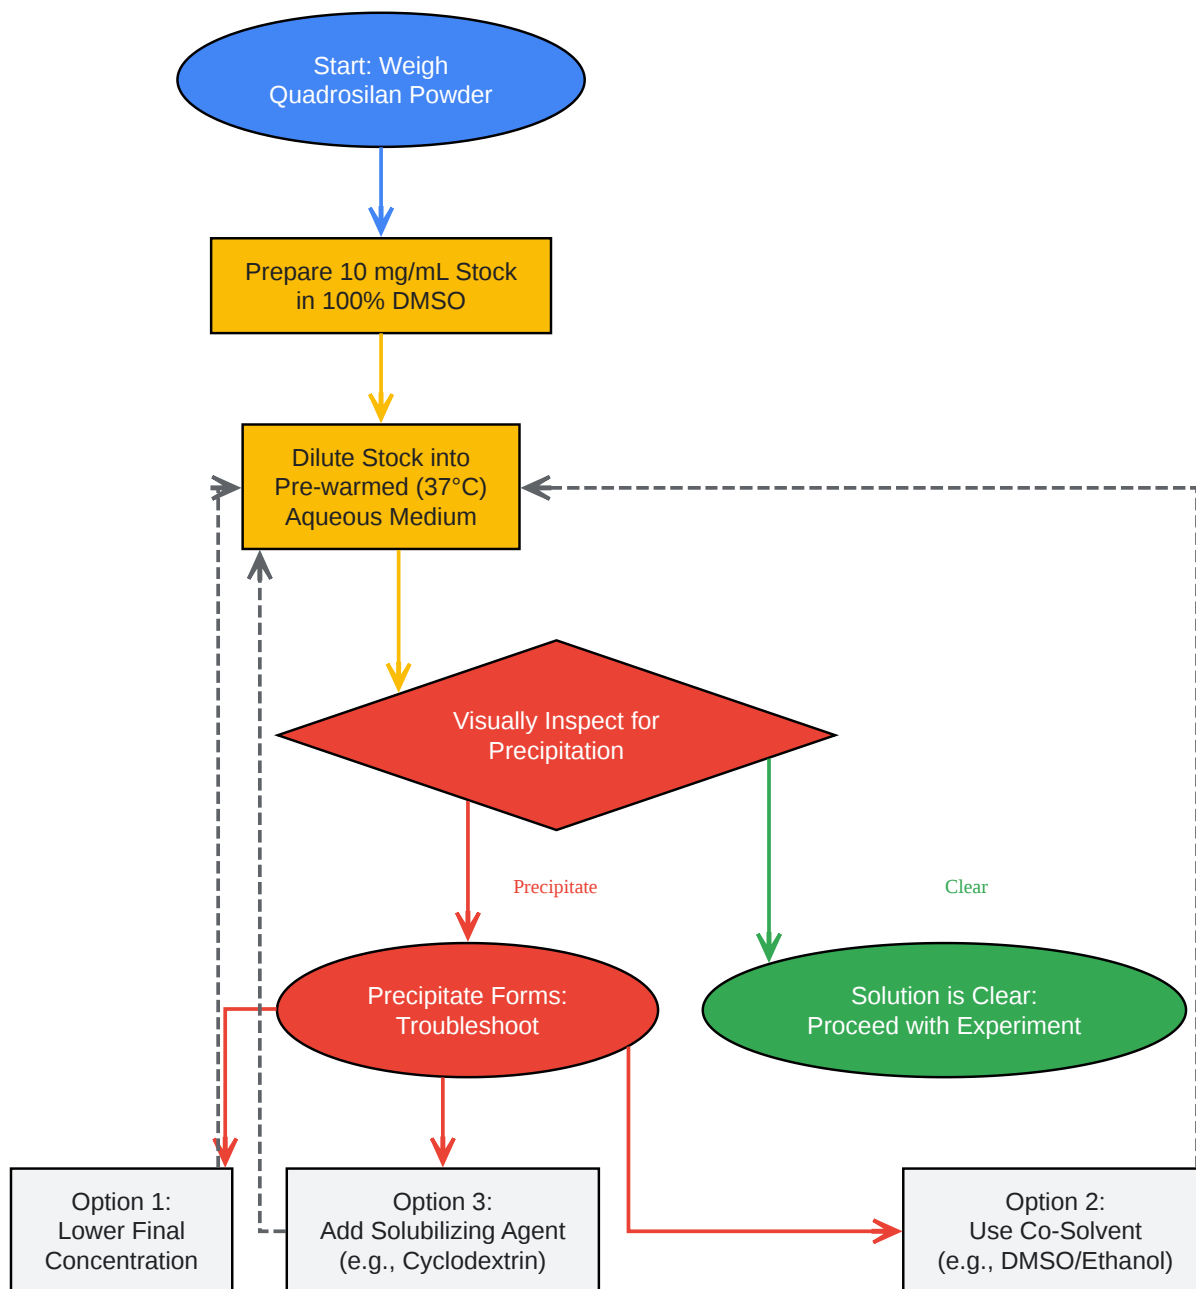 Start: Weigh
Quadrosilan Powder
Prepare 10 mg/mL Stock
in 100% DMSO
Dilute Stock into
Pre-warmed (37°C)
Aqueous Medium
Visually Inspect for
Precipitation
Precipitate
Clear
Precipitate Forms:
Troubleshoot
Solution is Clear:
Proceed with Experiment
Option 1:
Lower Final
Concentration
Option 3:
Add Solubilizing Agent
(e.g., Cyclodextrin)
Option 2:
Use Co-Solvent
(e.g., DMSO/Ethanol)